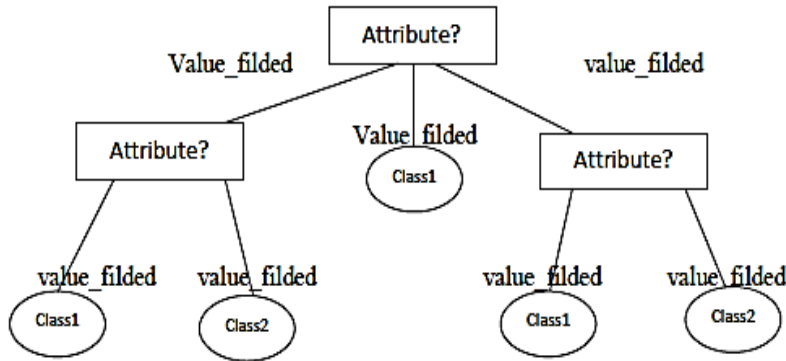 Attribute?
Value_filded
value_filded
Value_filded
Attribute?
Class1
Attribute?
value_filded
value_filded
value_filded
value_filded
Class1
Class2
Class1
Class2